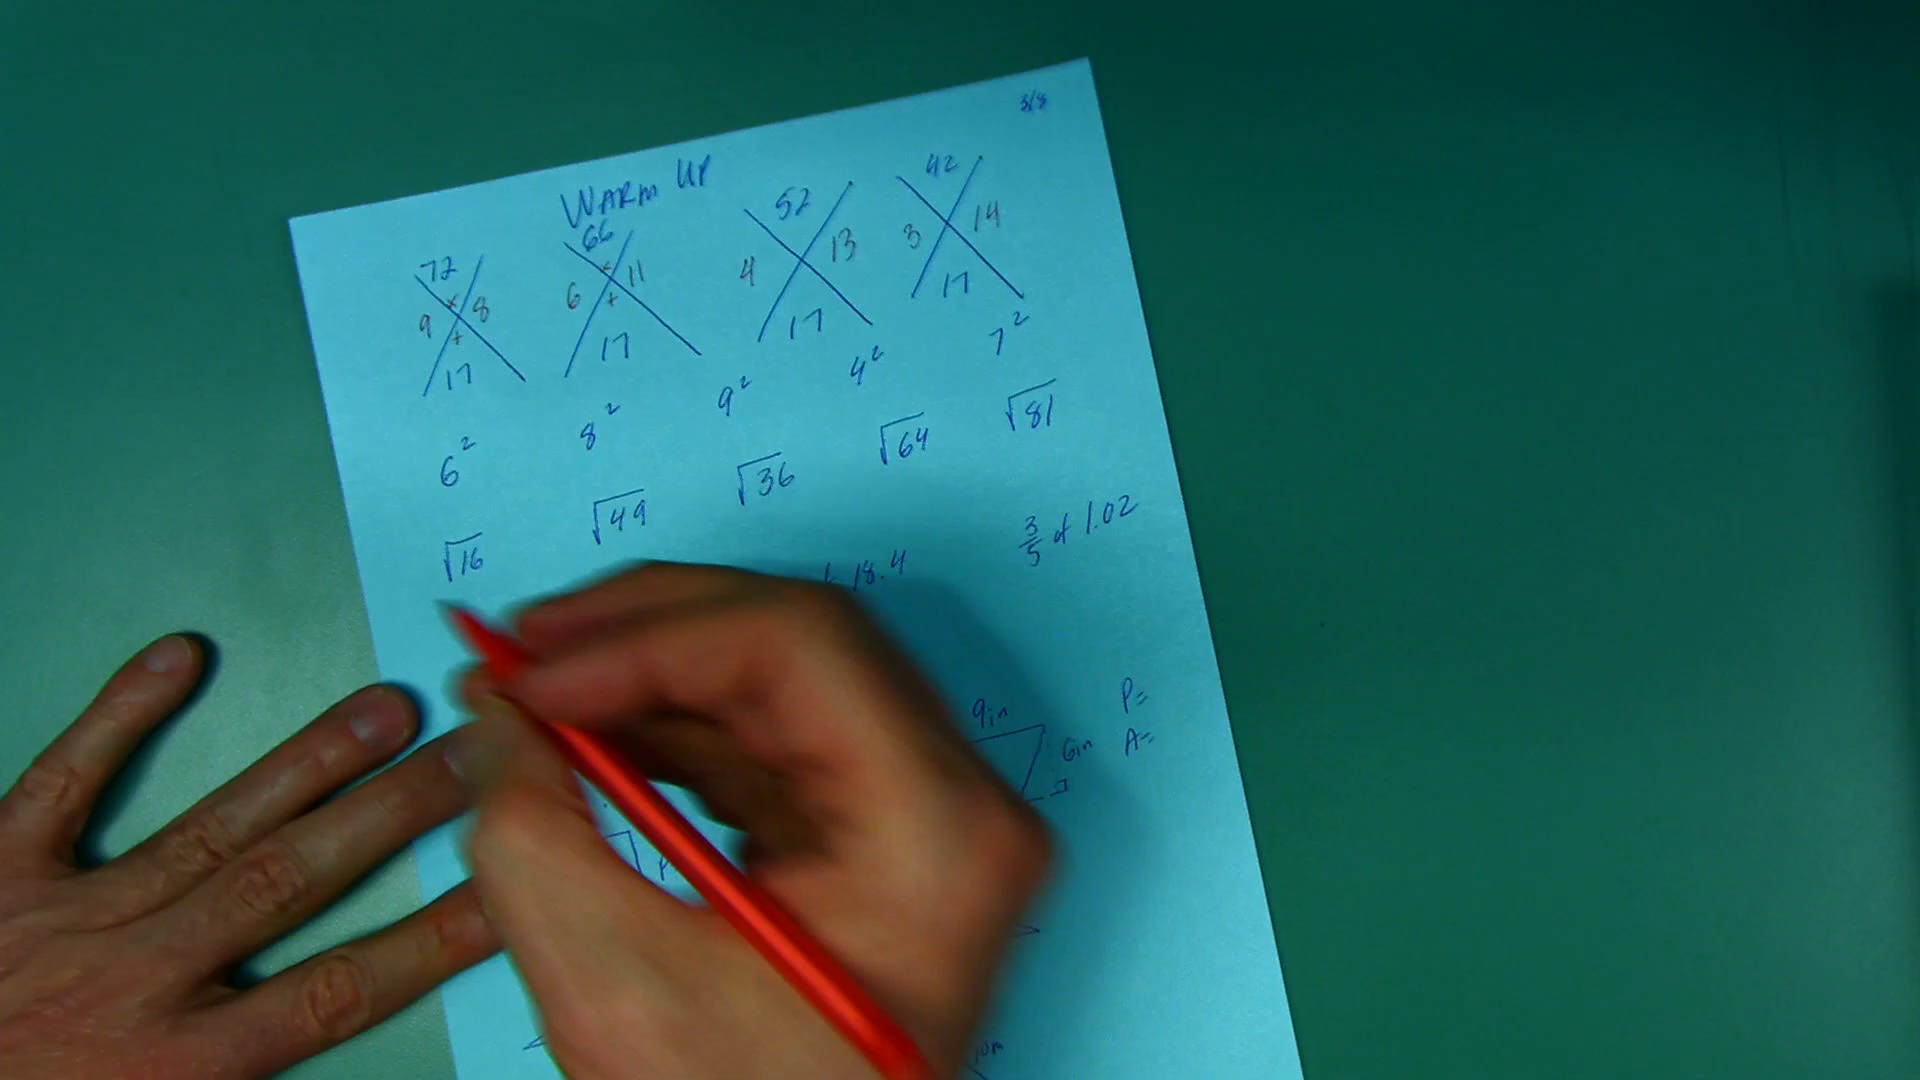 3/8
WARM UP
72 66 52 42
× ×
9 8 6 11 4 13 3 14
+ +
17 17 17 17
6² 8² 9² 4² 7²
√16 √49 √36 √64 √81
18.4 3/5 of 1.02
9in P=
6in A=
10m